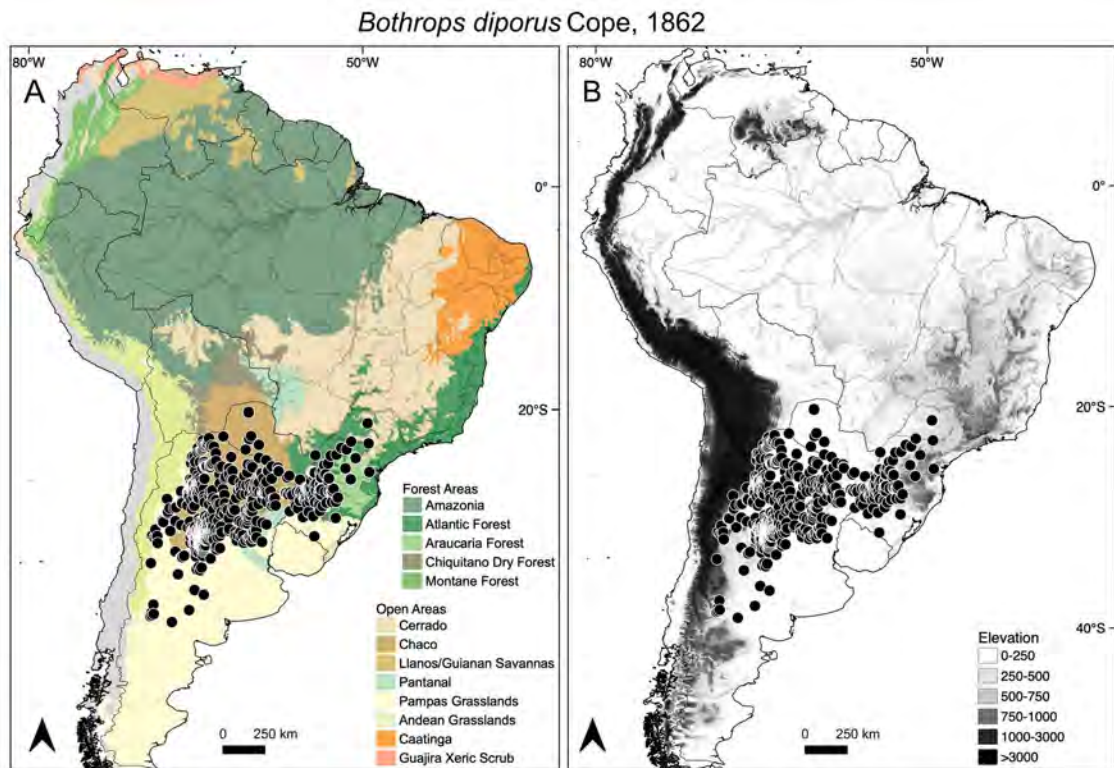 Bothrops diporus Cope, 1862
A
80°W
50°W
0°
20°S
Forest Areas
Amazonia
Atlantic Forest
Araucaria Forest
Chiquitano Dry Forest
Montane Forest
Open Areas
Cerrado
Chaco
Llanos/Guianan Savannas
Pantanal
Pampas Grasslands
Andean Grasslands
Caatinga
Guajira Xeric Scrub
0 250 km
B
80°W
50°W
0°
20°S
40°S
Elevation
0-250
250-500
500-750
750-1000
1000-3000
>3000
0 250 km